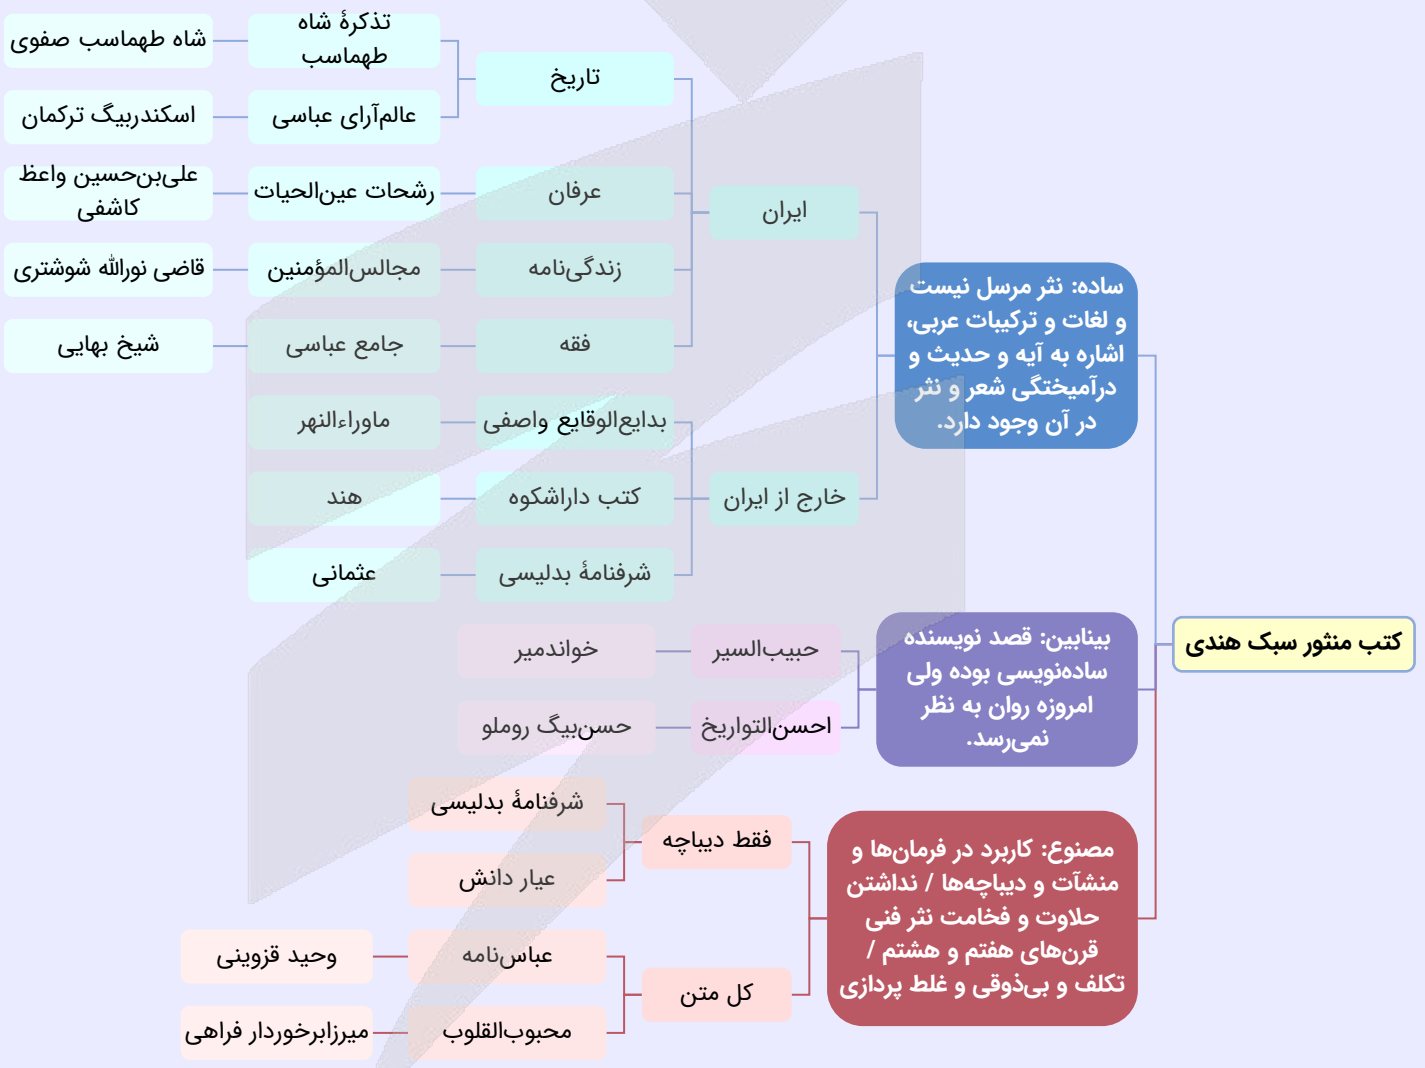 کتب منثور سبک هندی
ساده: نثر مرسل نیست
و لغات و ترکیبات عربی،
اشاره به آیه و حدیث و
درآمیختگی شعر و نثر
در آن وجود دارد.
ایران
تاریخ
تذکرۀ شاه
طهماسب
شاه طهماسب صفوی
عالم‌آرای عباسی
اسکندربیگ ترکمان
عرفان
رشحات عین‌الحیات
علی‌بن‌حسین واعظ
کاشفی
زندگی‌نامه
مجالس‌المؤمنین
قاضی نورالله شوشتری
فقه
جامع عباسی
شیخ بهایی
خارج از ایران
بدایع‌الوقایع واصفی
ماوراءالنهر
کتب داراشکوه
هند
شرفنامۀ بدلیسی
عثمانی
بینابین: قصد نویسنده
ساده‌نویسی بوده ولی
امروزه روان به نظر
نمی‌رسد.
حبیب‌السیر
خواندمیر
احسن‌التواریخ
حسن‌بیگ روملو
مصنوع: کاربرد در فرمان‌ها و
منشآت و دیباچه‌ها / نداشتن
حلاوت و فخامت نثر فنی
قرن‌های هفتم و هشتم /
تکلف و بی‌ذوقی و غلط پردازی
فقط دیباچه
شرفنامۀ بدلیسی
عیار دانش
کل متن
عباس‌نامه
وحید قزوینی
محبوب‌القلوب
میرزابرخوردار فراهی